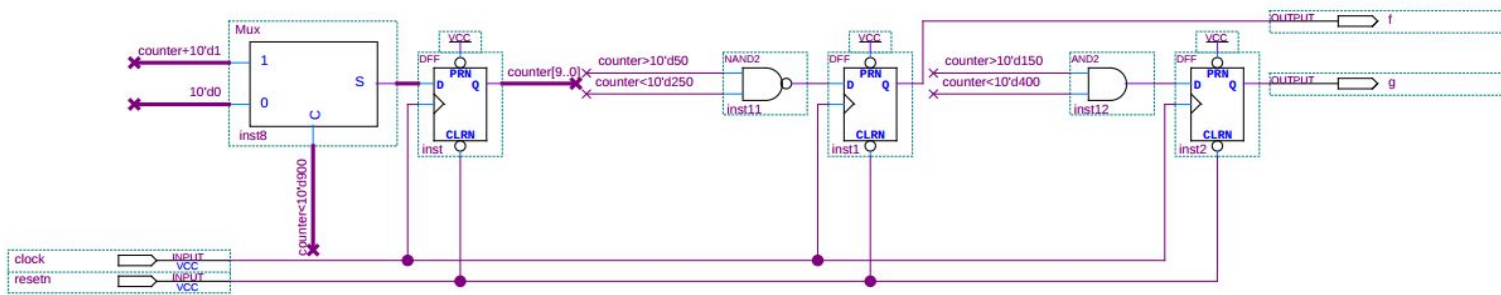 Mux
counter+10'd1
1
10'd0
0
S
C
inst8
counter<10'd900
VCC
DFF
PRN
D
Q
CLRN
inst
counter[9..0]
counter>10'd50
counter<10'd250
NAND2
inst11
VCC
DFF
PRN
D
Q
CLRN
inst1
counter>10'd150
counter<10'd400
AND2
inst12
VCC
DFF
PRN
D
Q
CLRN
inst2
OUTPUT
f
OUTPUT
g
clock
INPUT
VCC
resetn
INPUT
VCC